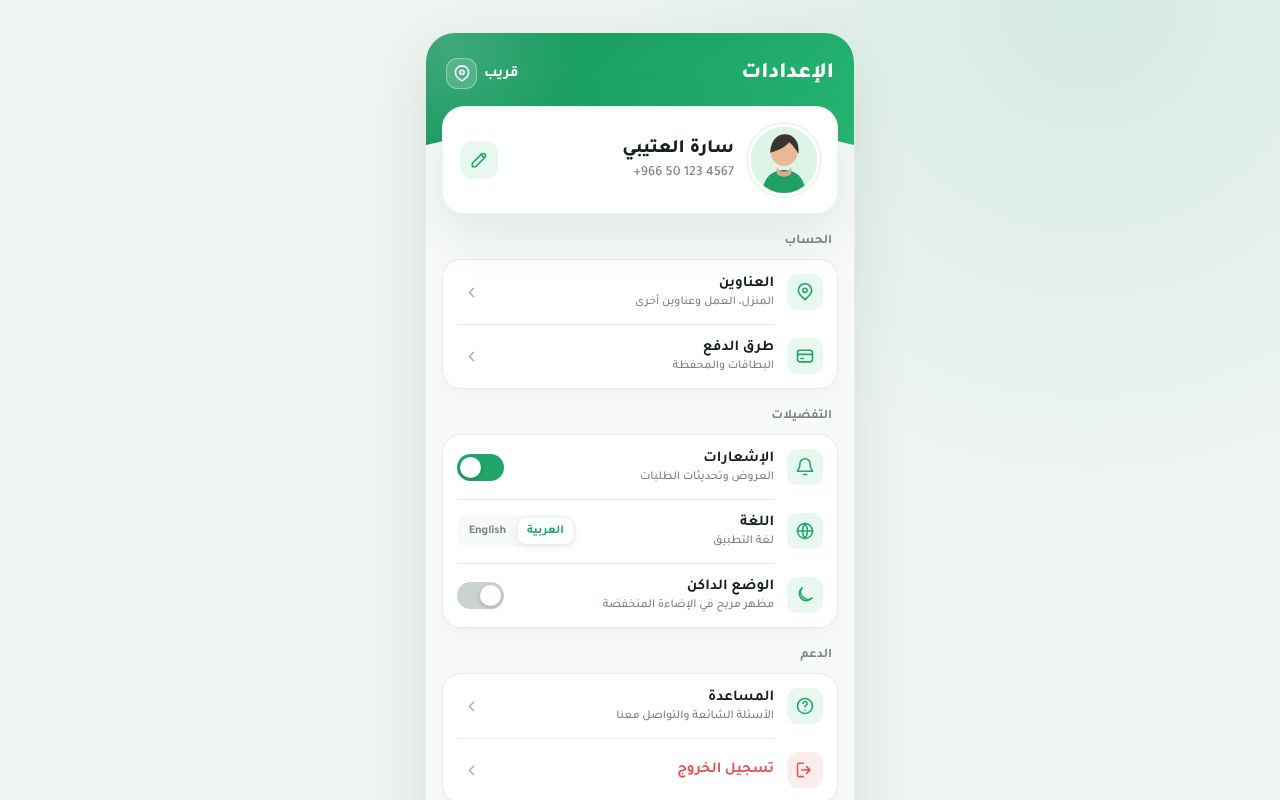 الإعدادات
قريب
سارة العتيبي
+966 50 123 4567
الحساب
العناوين
المنزل، العمل وعناوين أخرى
طرق الدفع
البطاقات والمحفظة
التفضيلات
الإشعارات
العروض وتحديثات الطلبات
اللغة
لغة التطبيق
العربية
English
الوضع الداكن
مظهر مريح في الإضاءة المنخفضة
الدعم
المساعدة
الأسئلة الشائعة والتواصل معنا
تسجيل الخروج